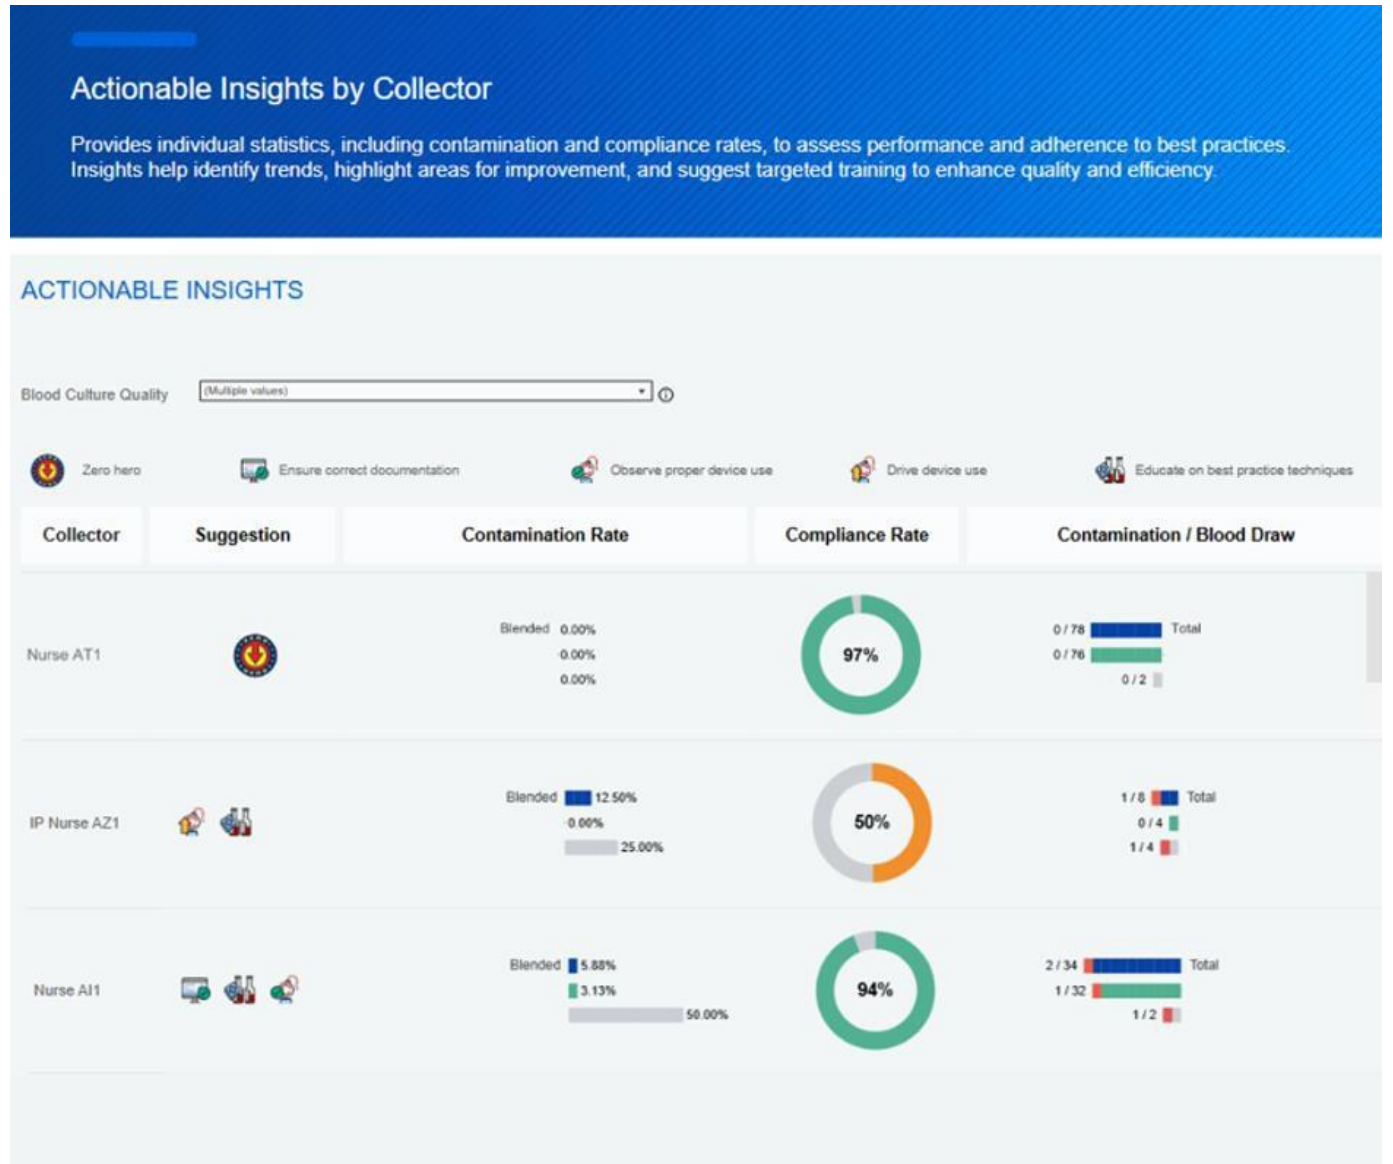 Actionable Insights by Collector
Provides individual statistics, including contamination and compliance rates, to assess performance and adherence to best practices.
Insights help identify trends, highlight areas for improvement, and suggest targeted training to enhance quality and efficiency.
ACTIONABLE INSIGHTS
Blood Culture Quality (Multiple values)
Zero hero Ensure correct documentation Observe proper device use Drive device use Educate on best practice techniques
Collector Suggestion Contamination Rate Compliance Rate Contamination / Blood Draw
Blended 0.00% 0 / 78 Total
Nurse AT1 0.00% 97% 0 / 76
0.00% 0 / 2
Blended 12.50% 1 / 8 Total
IP Nurse AZ1 0.00% 50% 0 / 4
25.00% 1 / 4
Blended 5.88% 2 / 34 Total
Nurse AI1 3.13% 94% 1 / 32
50.00% 1 / 2